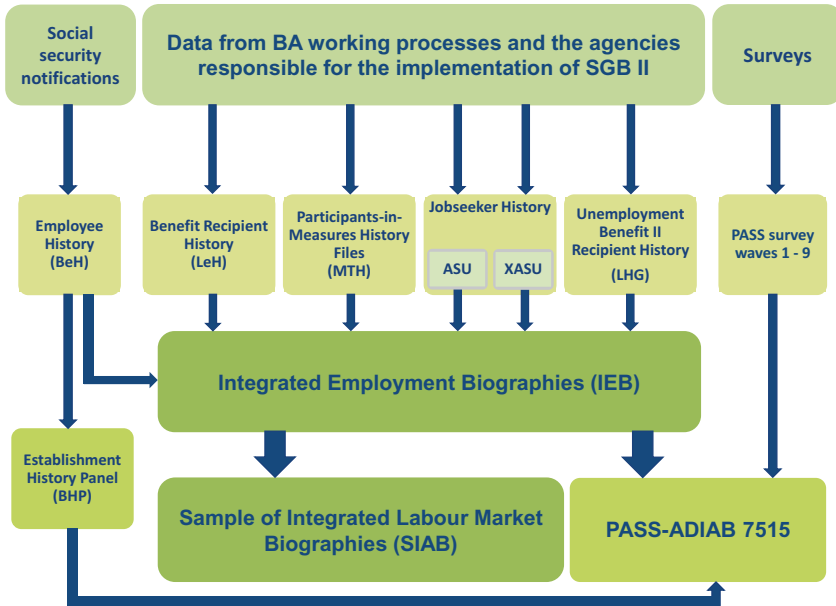 Social
security
notifications
Data from BA working processes and the agencies
responsible for the implementation of SGB II
Surveys
Employee
History
(BeH)
Benefit Recipient
History
(LeH)
Participants-in-
Measures History
Files
(MTH)
Jobseeker History
ASU
XASU
Unemployment
Benefit II
Recipient History
(LHG)
PASS survey
waves 1 - 9
Integrated Employment Biographies (IEB)
Establishment
History Panel
(BHP)
Sample of Integrated Labour Market
Biographies (SIAB)
PASS-ADIAB 7515